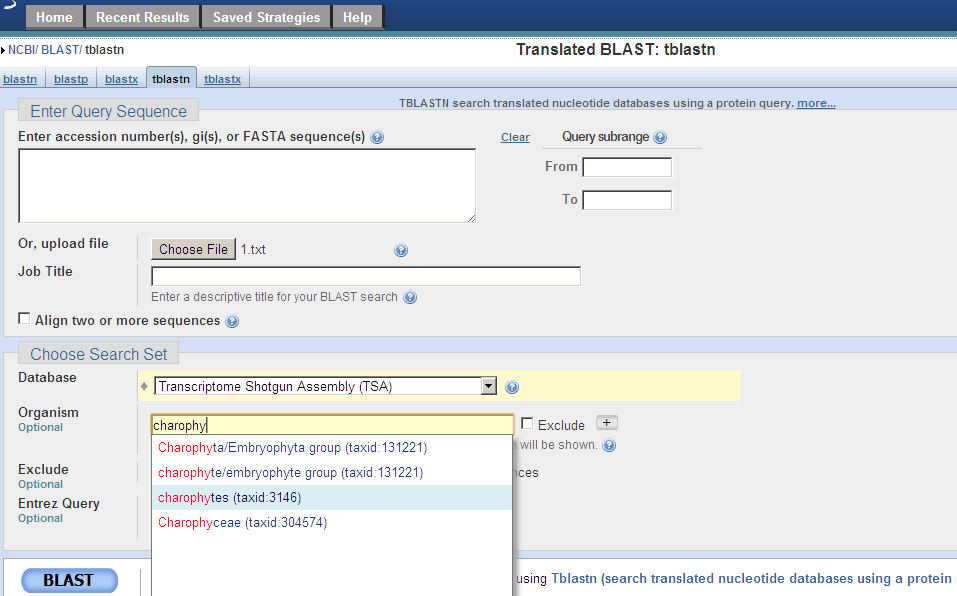 Home Recent Results Saved Strategies Help
NCBI/ BLAST/ tblastn Translated BLAST: tblastn
blastn blastp blastx tblastn tblastx
TBLASTN search translated nucleotide databases using a protein query. more...
Enter Query Sequence
Enter accession number(s), gi(s), or FASTA sequence(s) Clear Query subrange
From
To
Or, upload file Choose File 1.txt
Job Title
Enter a descriptive title for your BLAST search
Align two or more sequences
Choose Search Set
Database Transcriptome Shotgun Assembly (TSA)
Organism
Optional
charophy Exclude +
Charophyta/Embryophyta group (taxid:131221) will be shown.
Exclude
Optional
charophyte/embryophyte group (taxid:131221)
Entrez Query
Optional
charophytes (taxid:3146)
Charophyceae (taxid:304574)
BLAST using Tblastn (search translated nucleotide databases using a protein